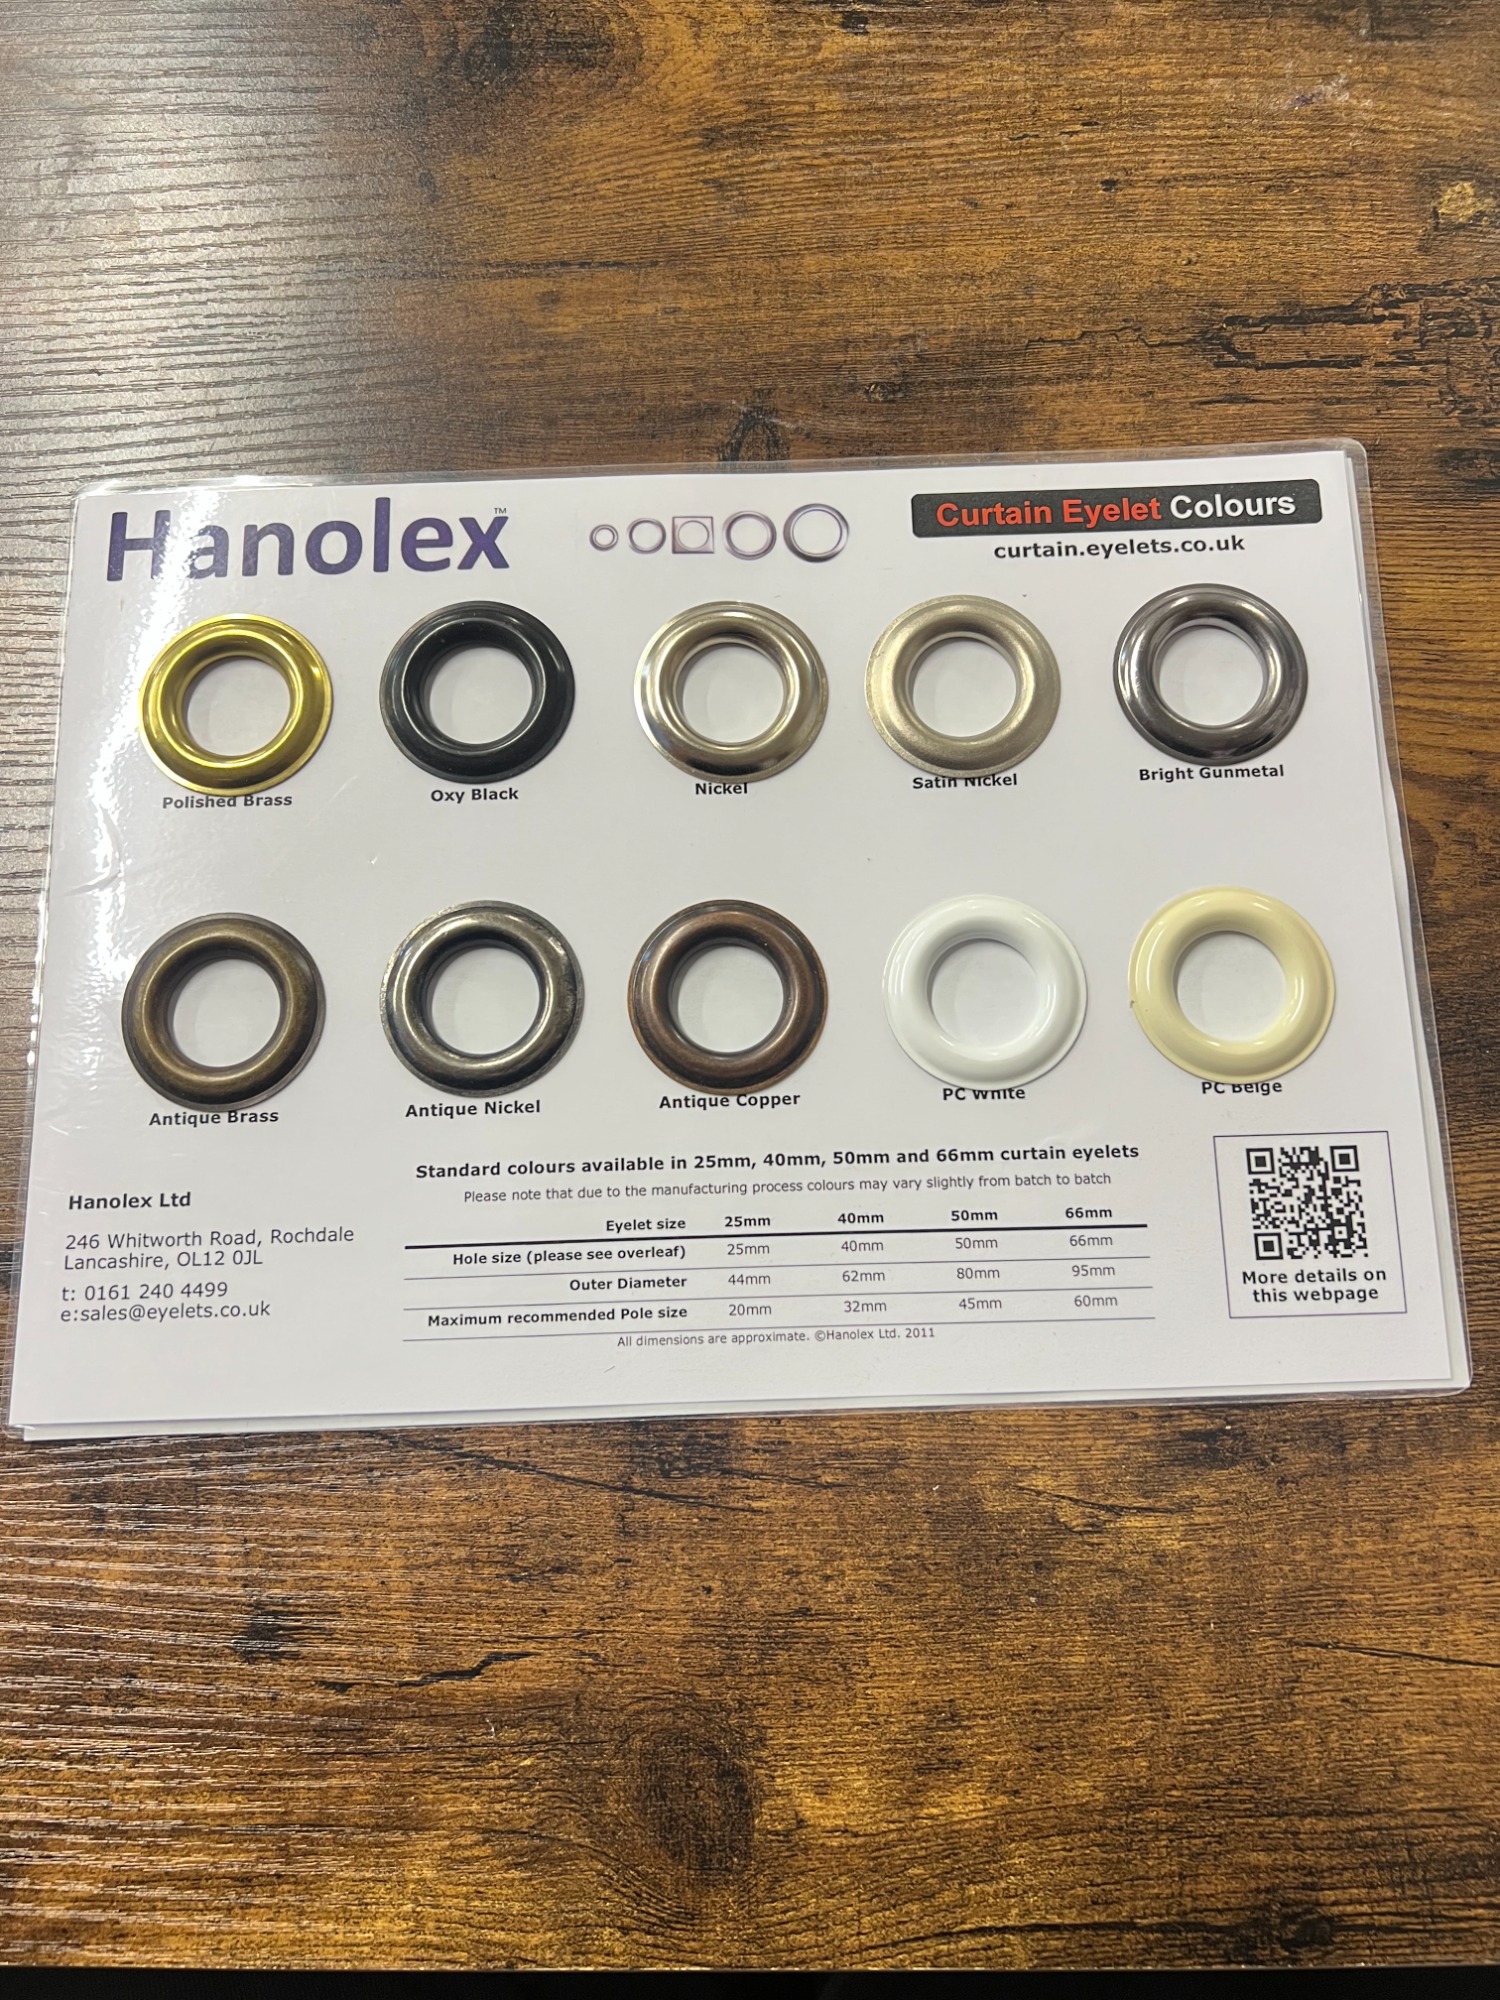 Hanolex™
Curtain Eyelet Colours
curtain.eyelets.co.uk
Polished Brass
Oxy Black
Nickel
Satin Nickel
Bright Gunmetal
Antique Brass
Antique Nickel
Antique Copper
PC White
PC Beige
Hanolex Ltd
246 Whitworth Road, Rochdale
Lancashire, OL12 0JL
t: 0161 240 4499
e:sales@eyelets.co.uk
Standard colours available in 25mm, 40mm, 50mm and 66mm curtain eyelets
Please note that due to the manufacturing process colours may vary slightly from batch to batch
Eyelet size 25mm 40mm 50mm 66mm
Hole size (please see overleaf) 25mm 40mm 50mm 66mm
Outer Diameter 44mm 62mm 80mm 95mm
Maximum recommended Pole size 20mm 32mm 45mm 60mm
All dimensions are approximate. ©Hanolex Ltd. 2011
More details on
this webpage